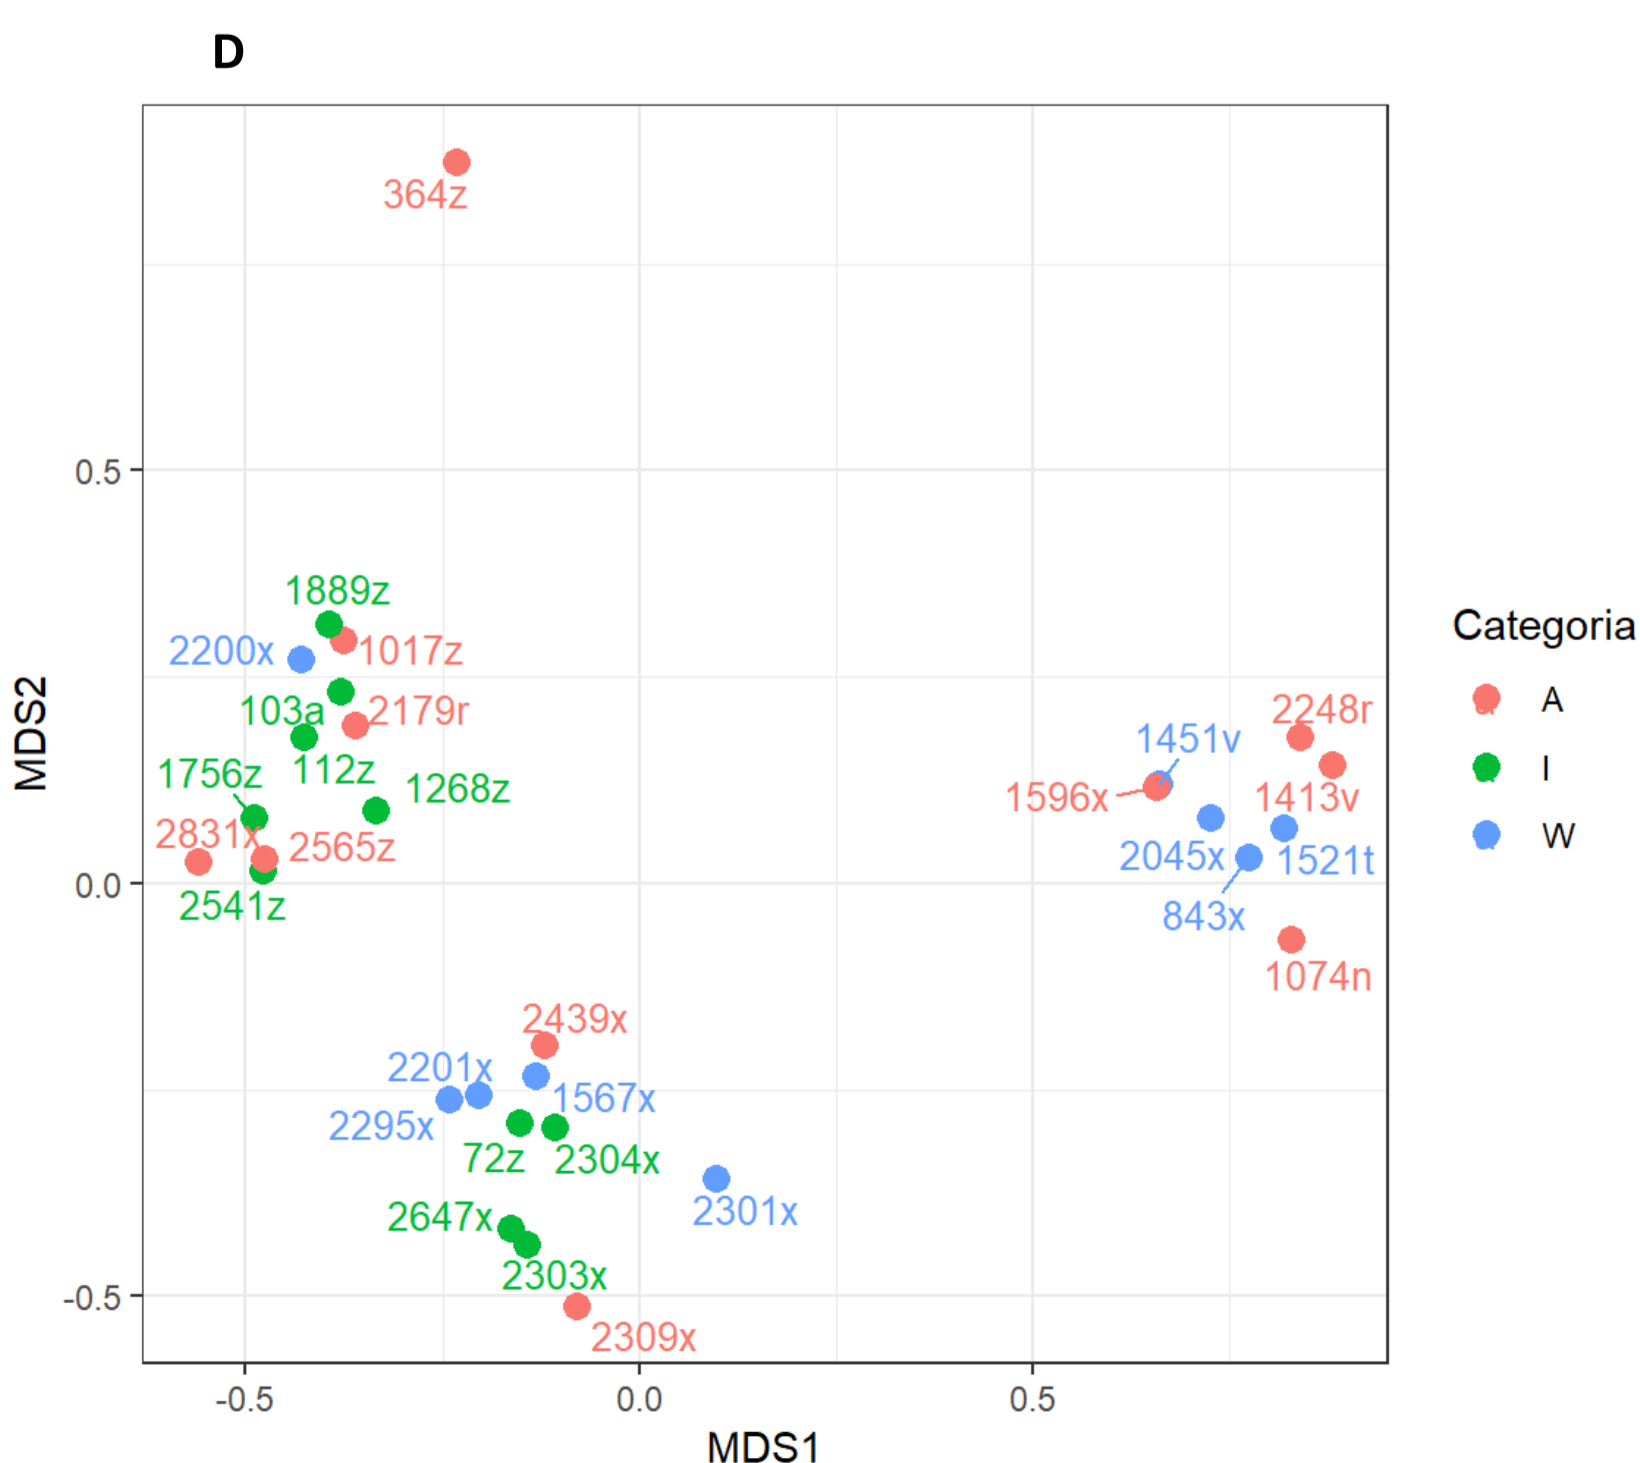 D
364z
0.5
1889z
2200x
1017z
103a
2179r
1756z
112z
1268z
2831x
2565z
2541z
0.0
2248r
1451v
1596x
1413v
2045x
1521t
843x
1074n
2439x
2201x
1567x
2295x
72z
2304x
2301x
2647x
2303x
-0.5
2309x
-0.5
0.0
0.5
MDS1
MDS2
Categoria
A
I
W